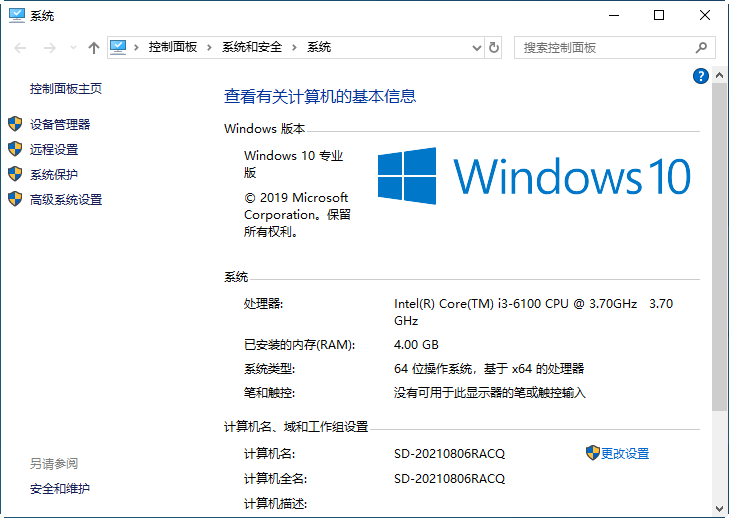 系统
控制面板 › 系统和安全 › 系统
搜索控制面板
控制面板主页
设备管理器
远程设置
系统保护
高级系统设置
另请参阅
安全和维护
?
查看有关计算机的基本信息
Windows 版本
Windows 10 专业
版
© 2019 Microsoft
Corporation。保留
所有权利。
Windows 10
系统
处理器:
Intel(R) Core(TM) i3-6100 CPU @ 3.70GHz 3.70
GHz
已安装的内存(RAM):
4.00 GB
系统类型:
64 位操作系统, 基于 x64 的处理器
笔和触控:
没有可用于此显示器的笔或触控输入
计算机名、域和工作组设置
计算机名:
SD-20210806RACQ
更改设置
计算机全名:
SD-20210806RACQ
计算机描述: